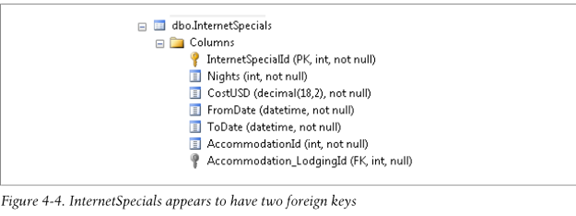 dbo.InternetSpecials
Columns
InternetSpecialId (PK, int, not null)
Nights (int, not null)
CostUSD (decimal(18,2), not null)
FromDate (datetime, not null)
ToDate (datetime, not null)
AccommodationId (int, not null)
Accommodation_LodgingId (FK, int, null)
Figure 4-4. InternetSpecials appears to have two foreign keys